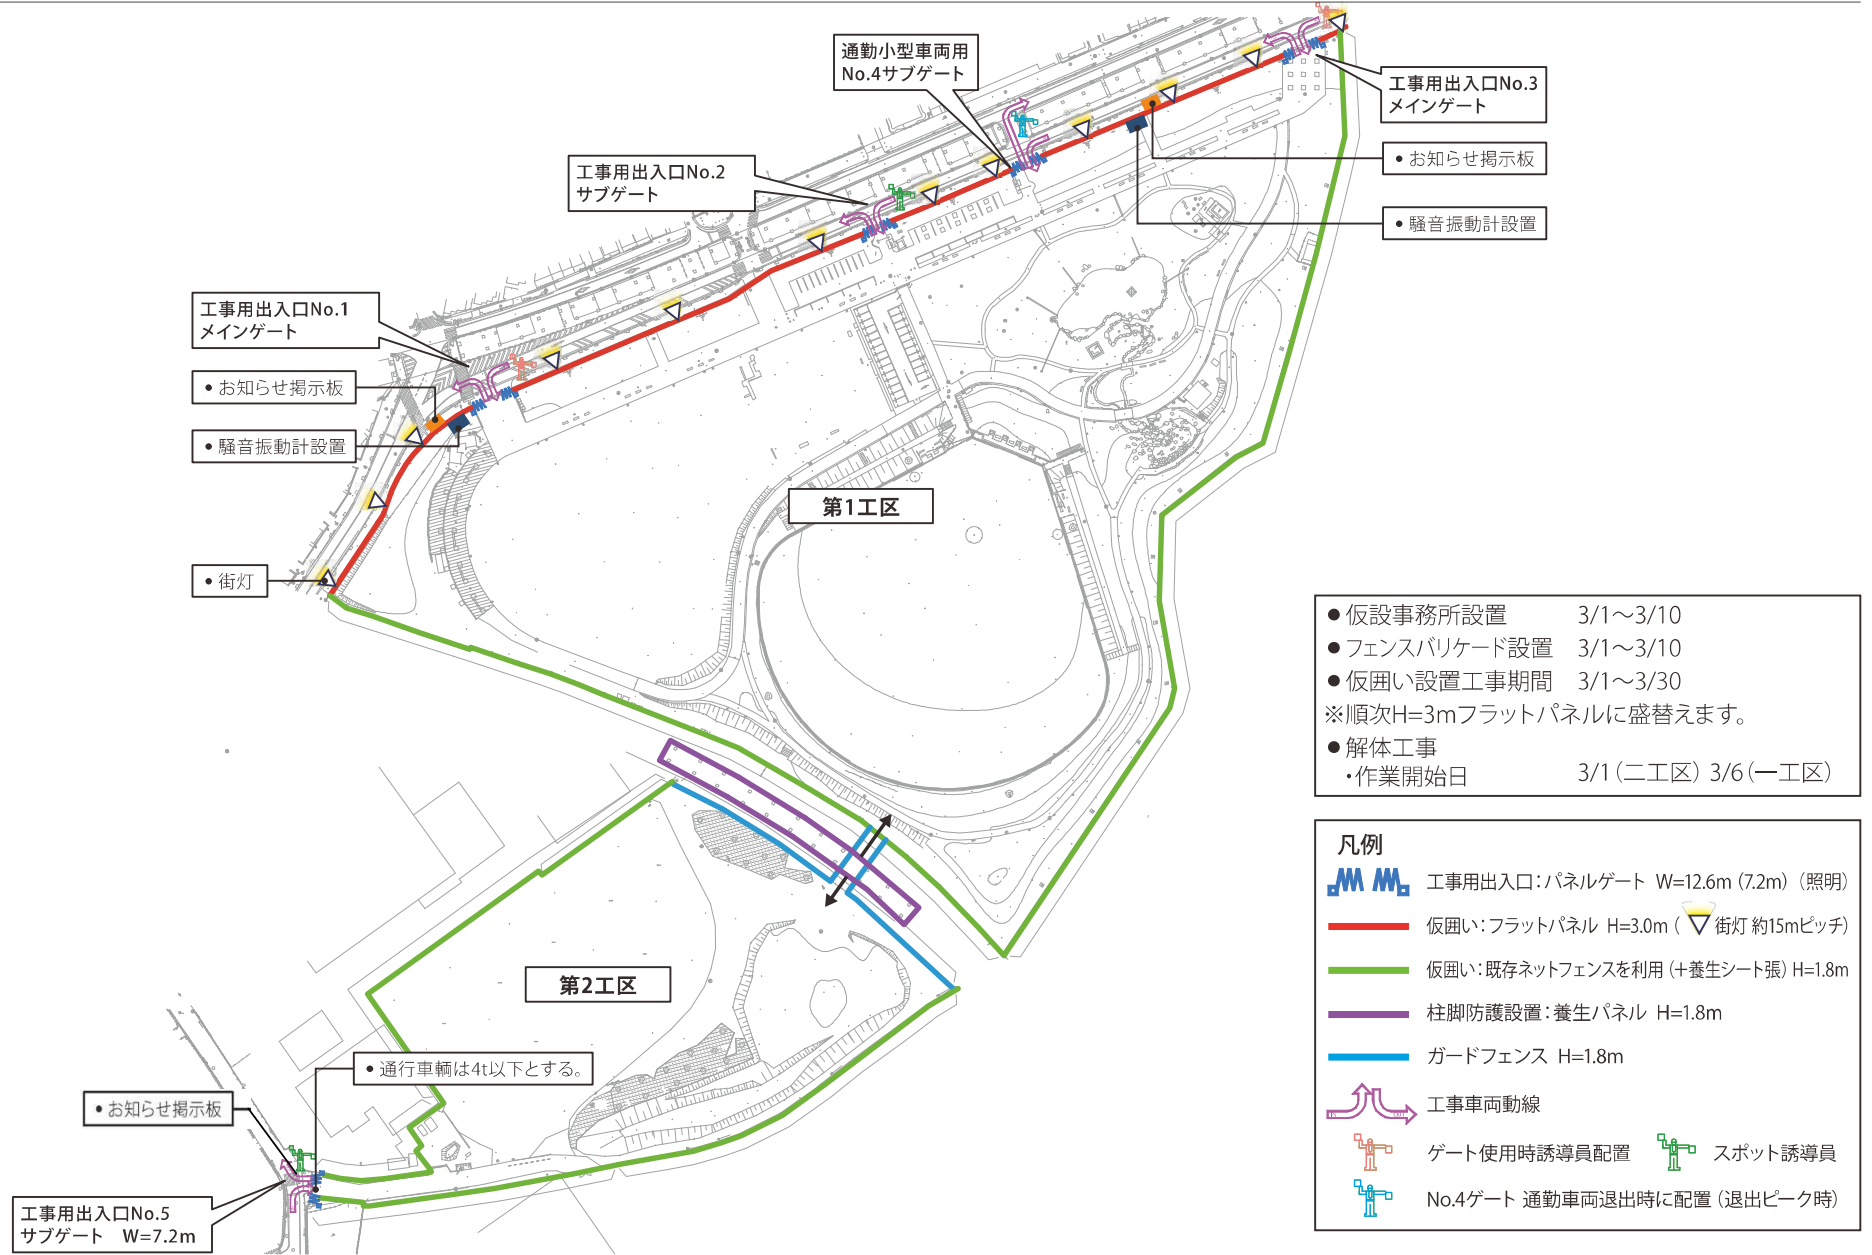 通勤小型車両用
No.4サブゲート
工事用出入口No.3
メインゲート
• お知らせ掲示板
• 騒音振動計設置
工事用出入口No.2
サブゲート
工事用出入口No.1
メインゲート
• お知らせ掲示板
• 騒音振動計設置
• 街灯
第1工区
第2工区
• 通行車輌は4t以下とする。
• お知らせ掲示板
工事用出入口No.5
サブゲート W=7.2m
● 仮設事務所設置 3/1～3/10
● フェンスバリケード設置 3/1～3/10
● 仮囲い設置工事期間 3/1～3/30
※順次H=3mフラットパネルに盛替えます。
● 解体工事
・作業開始日 3/1（二工区） 3/6（一工区）
凡例
工事用出入口：パネルゲート W=12.6m（7.2m）（照明）
仮囲い：フラットパネル H=3.0m（ 街灯 約15mピッチ）
仮囲い：既存ネットフェンスを利用（＋養生シート張）H=1.8m
柱脚防護設置：養生パネル H=1.8m
ガードフェンス H=1.8m
工事車両動線
ゲート使用時誘導員配置 スポット誘導員
No.4ゲート 通勤車両退出時に配置（退出ピーク時）